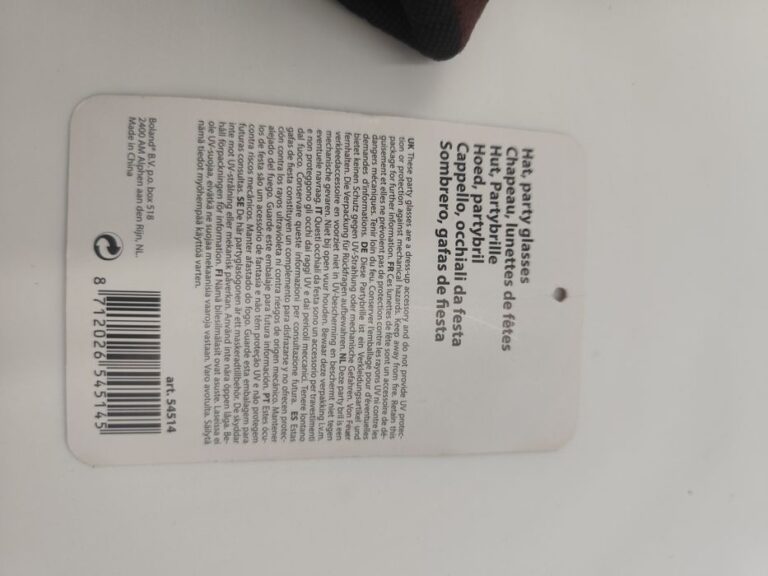 Hat, party glasses
Chapeau, lunettes de fêtes
Hut, Partybrille
Hoed, partybril
Cappello, occhiali da festa
Sombrero, gafas de fiesta
UK These party glasses are a dress-up accessory and do not provide UV protec-
tion or protection against mechanical hazards. Keep away from fire. Retain this
package for further information. FR Ces lunettes de fête sont un accessoire de dé-
guisement et elles ne prévoient pas de protection contre les rayons UV ni contre les
dangers mécaniques. Tenir loin du feu. Conserver l'emballage pour d'éventuelles
demandes d'informations. DE Diese Partybrille ist ein Verkleidungsartikel und
bietet keinen Schutz gegen UV-Strahlung oder mechanische Gefahren. Von Feuer
fernhalten. Die Verpackung für Rückfragen aufbewahren. NL Deze party bril is een
verkleedaccessoire en voorziet niet in UV-bescherming en beschermt niet tegen
mechanische gevaren. Niet bij open vuur houden. Bewaar deze verpakking i.v.m.
eventuele navraag. IT Questi occhiali da festa sono un accessorio per travestimenti
e non proteggono gli occhi dai raggi UV e dai pericoli meccanici. Tenere lontano
dal fuoco. Conservare queste informazioni per consultazione futura. ES Estas
gafas de fiesta constituyen un complemento para disfrazarse y no ofrecen protec-
ción contra los rayos ultravioleta ni contra riesgos de origen mecánico. Mantener
alejado del fuego. Guarde este embalaje para futura información. PT Estes ócu-
los de festa são um acessório de fantasia e não têm proteção UV e não protegem
contra riscos mecânicos. Manter afastado do fogo. Guarde esta embalagem para
futuras consultas. SE De här partyglasögonen är ett maskeradtillbehör. De skyddar
inte mot UV-strålning eller mekanisk påverkan. Använd inte nära öppen låga. Be-
håll förpackningen för information. FI Nämä bilesilmälasit ovat asuste. Laseissa ei
ole UV-suojaa, eivätkä ne suojaa mekaanisia vaaroja vastaan. Varo avotulta. Säilytä
nämä tiedot myöhempää käyttöä varten.
Boland® B.V. p.o. box 518
2400 AM Alphen aan den Rijn, NL.
Made in China
art. 54514
8 712026 545145